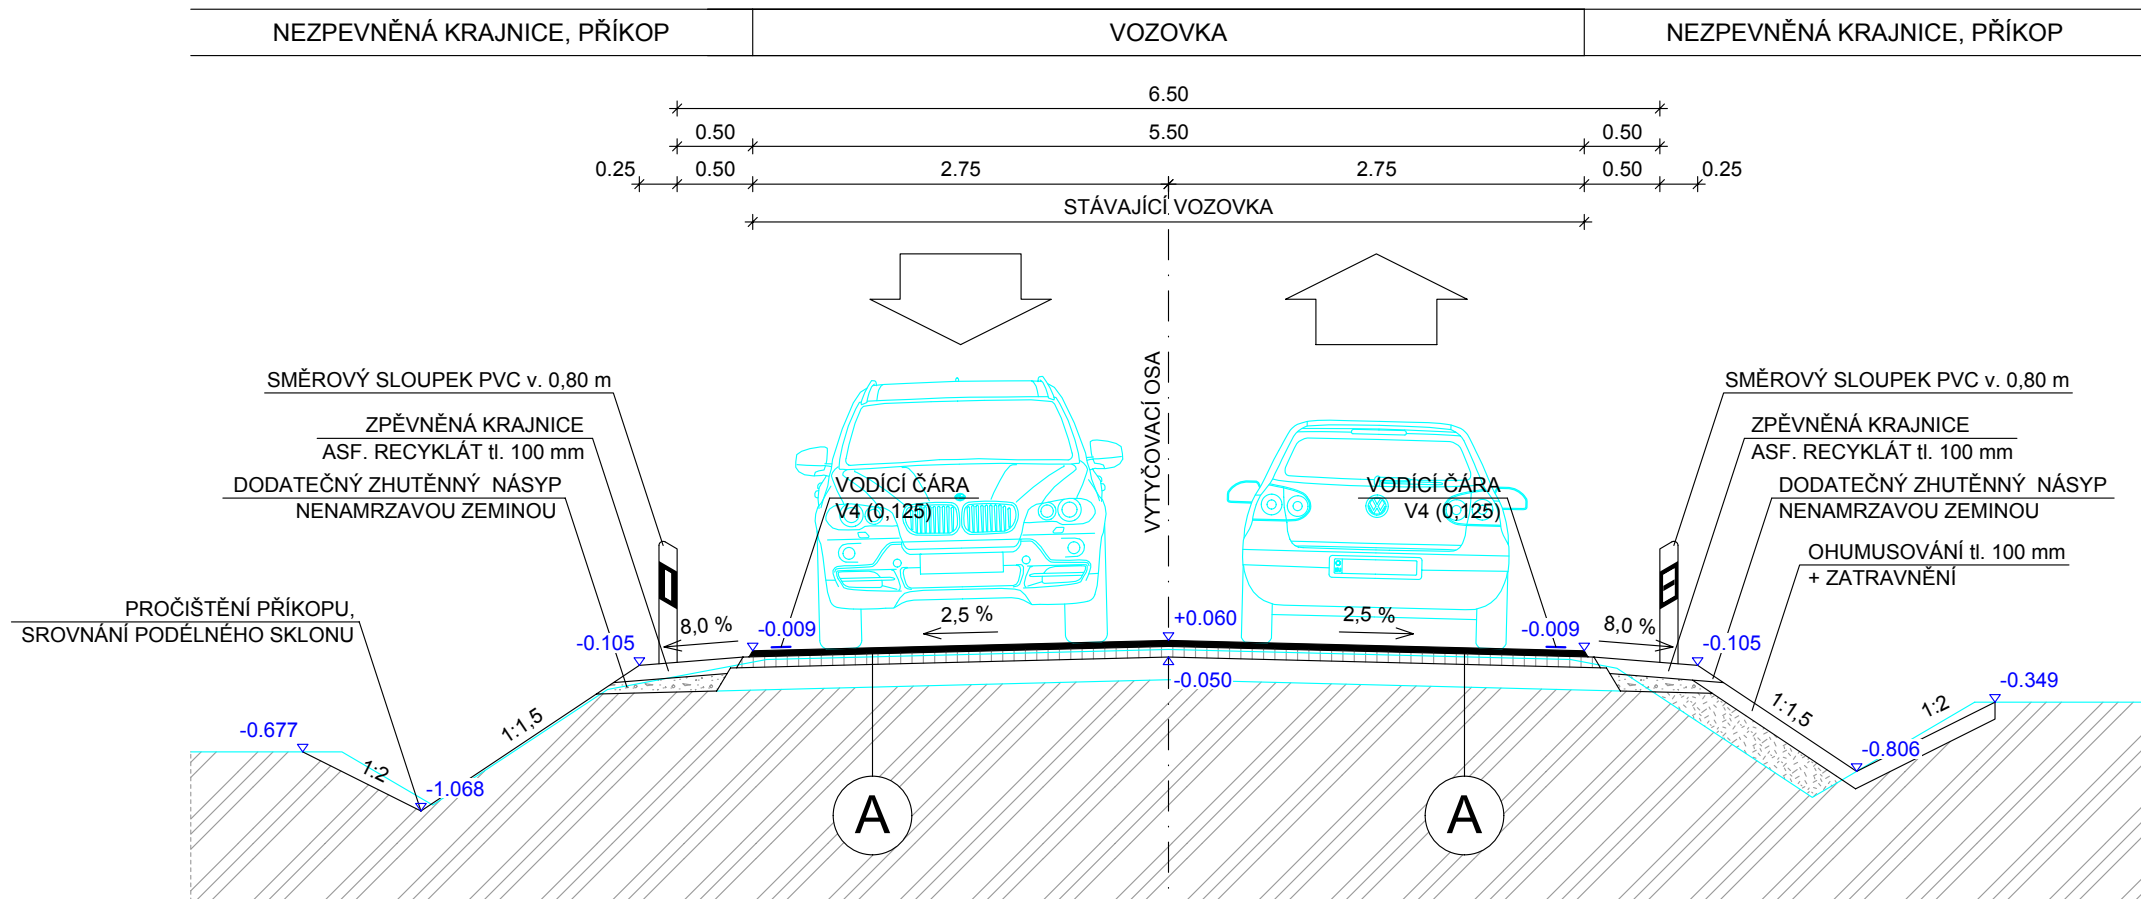 NEZPEVNĚNÁ KRAJNICE, PŘÍKOP
VOZOVKA
NEZPEVNĚNÁ KRAJNICE, PŘÍKOP
6.50
0.50
5.50
0.50
0.25
0.50
2.75
2.75
0.50
0.25
STÁVAJÍCÍ VOZOVKA
VYTYČOVACÍ OSA
SMĚROVÝ SLOUPEK PVC v. 0,80 m
ZPĚVNĚNÁ KRAJNICE
ASF. RECYKLÁT tl. 100 mm
DODATEČNÝ ZHUTĚNNÝ  NÁSYP
NENAMRZAVOU ZEMINOU
VODÍCÍ ČÁRA
V4 (0,125)
VODÍCÍ ČÁRA
V4 (0,125)
SMĚROVÝ SLOUPEK PVC v. 0,80 m
ZPĚVNĚNÁ KRAJNICE
ASF. RECYKLÁT tl. 100 mm
DODATEČNÝ ZHUTĚNNÝ  NÁSYP
NENAMRZAVOU ZEMINOU
OHUMUSOVÁNÍ tl. 100 mm
+ ZATRAVNĚNÍ
PROČIŠTĚNÍ PŘÍKOPU,
SROVNÁNÍ PODÉLNÉHO SKLONU
-0.105
8,0 %
-0.009
2,5 %
+0.060
2,5 %
-0.009
8,0 %
-0.105
-0.050
-0.349
-0.677
1:1,5
1:1,5
1:2
1:2
-0.806
-1.068
A
A